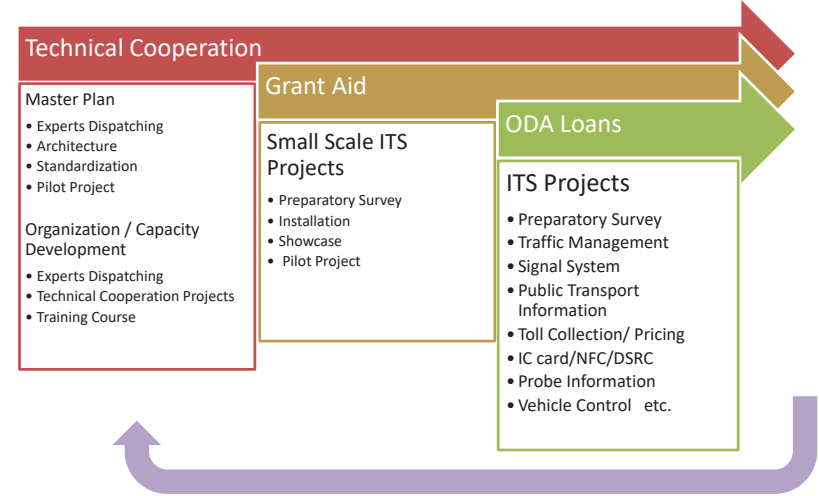 Technical Cooperation
Master Plan
• Experts Dispatching
• Architecture
• Standardization
• Pilot Project
Organization / Capacity
Development
• Experts Dispatching
• Technical Cooperation Projects
• Training Course
Grant Aid
Small Scale ITS
Projects
• Preparatory Survey
• Installation
• Showcase
• Pilot Project
ODA Loans
ITS Projects
• Preparatory Survey
• Traffic Management
• Signal System
• Public Transport
Information
• Toll Collection/ Pricing
• IC card/NFC/DSRC
• Probe Information
• Vehicle Control etc.